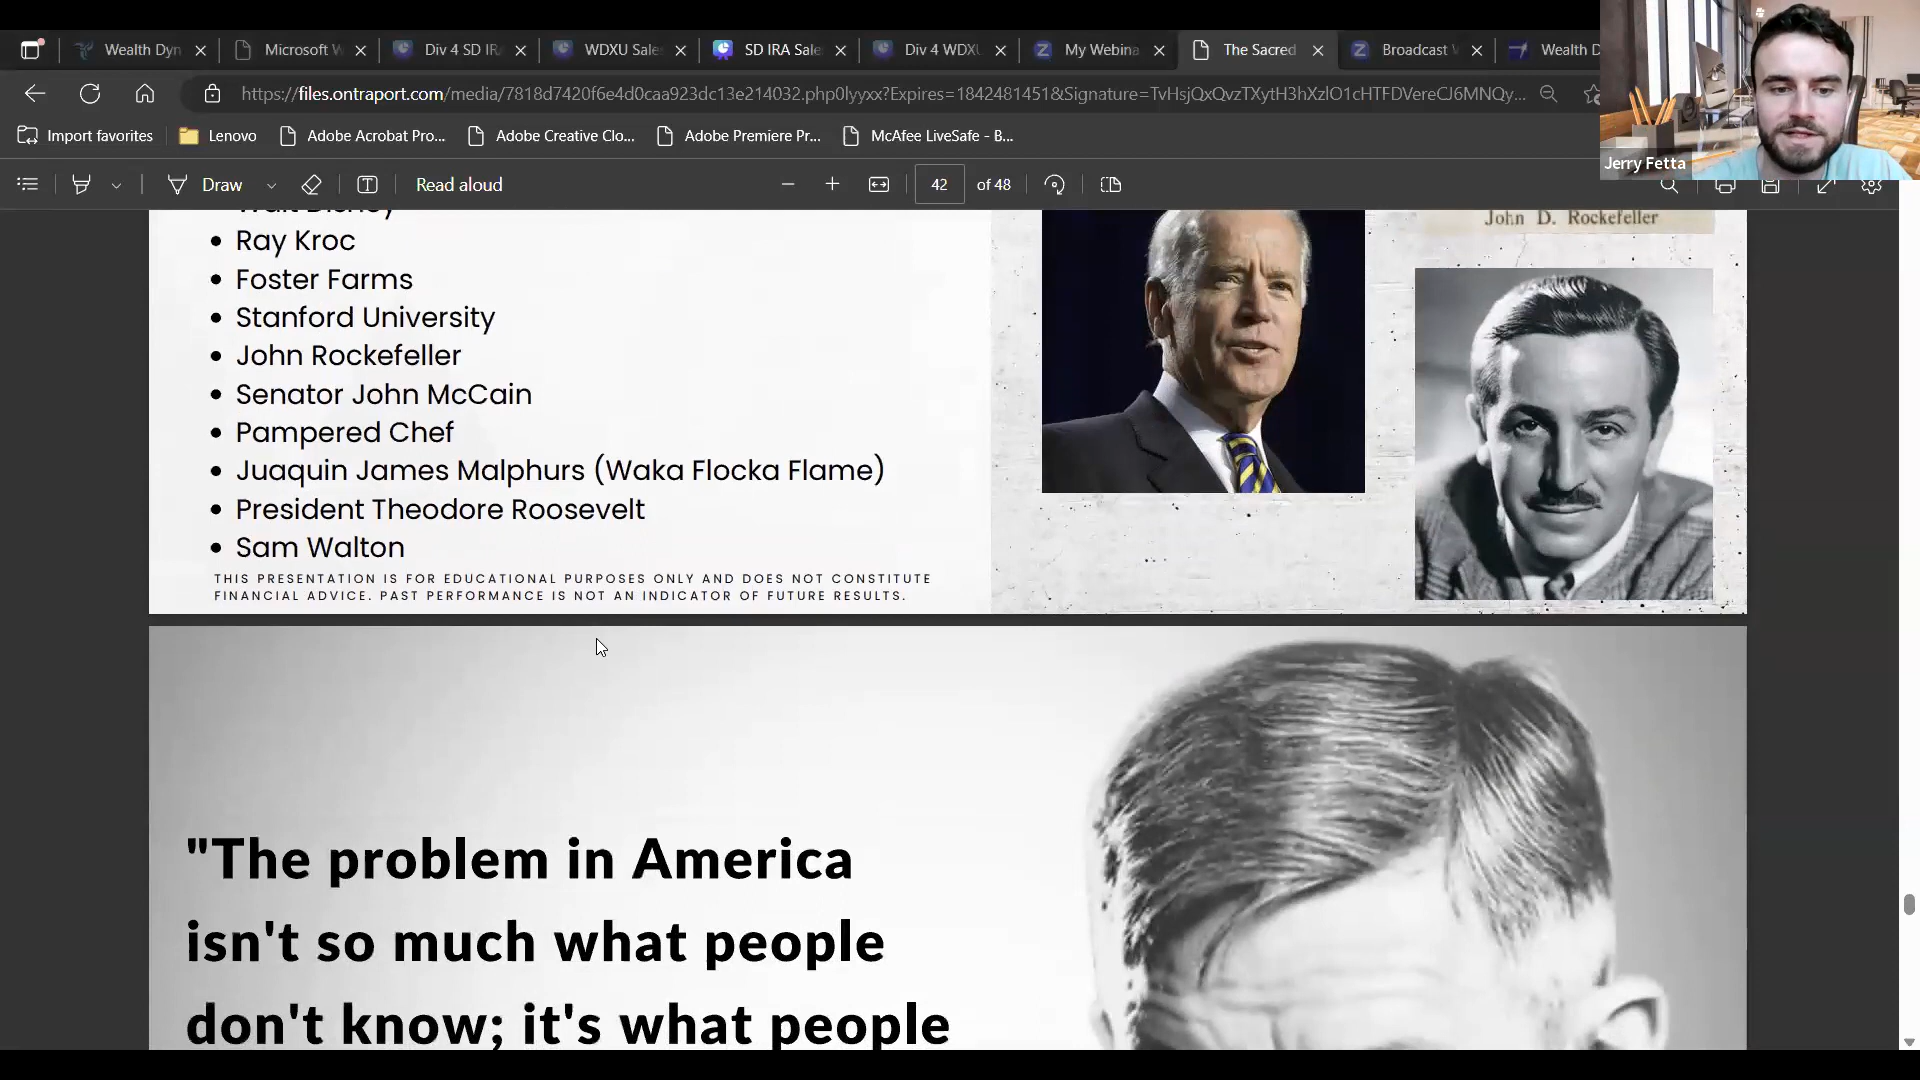 Wealth Dyn
Microsoft W
Div 4 SD IRA
WDXU Sale
SD IRA Sale
Div 4 WDXU
My Webina
The Sacred
Broadcast
Wealth D
https://files.ontraport.com/media/7818d7420f6e4d0caa923dc13e214032.php0lyyxx?Expires=1842481451&Signature=TvHsjQxQvzTXytH3hXzlO1cHTFDVereCJ6MNQy...
Import favorites
Lenovo
Adobe Acrobat Pro...
Adobe Creative Clo...
Adobe Premiere Pr...
McAfee LiveSafe - B...
Jerry Fetta
Draw
Read aloud
42
of 48
Walt Disney
• Ray Kroc
• Foster Farms
• Stanford University
• John Rockefeller
• Senator John McCain
• Pampered Chef
• Juaquin James Malphurs (Waka Flocka Flame)
• President Theodore Roosevelt
• Sam Walton
THIS PRESENTATION IS FOR EDUCATIONAL PURPOSES ONLY AND DOES NOT CONSTITUTE
FINANCIAL ADVICE. PAST PERFORMANCE IS NOT AN INDICATOR OF FUTURE RESULTS.
John D. Rockefeller
"The problem in America
isn't so much what people
don't know; it's what people